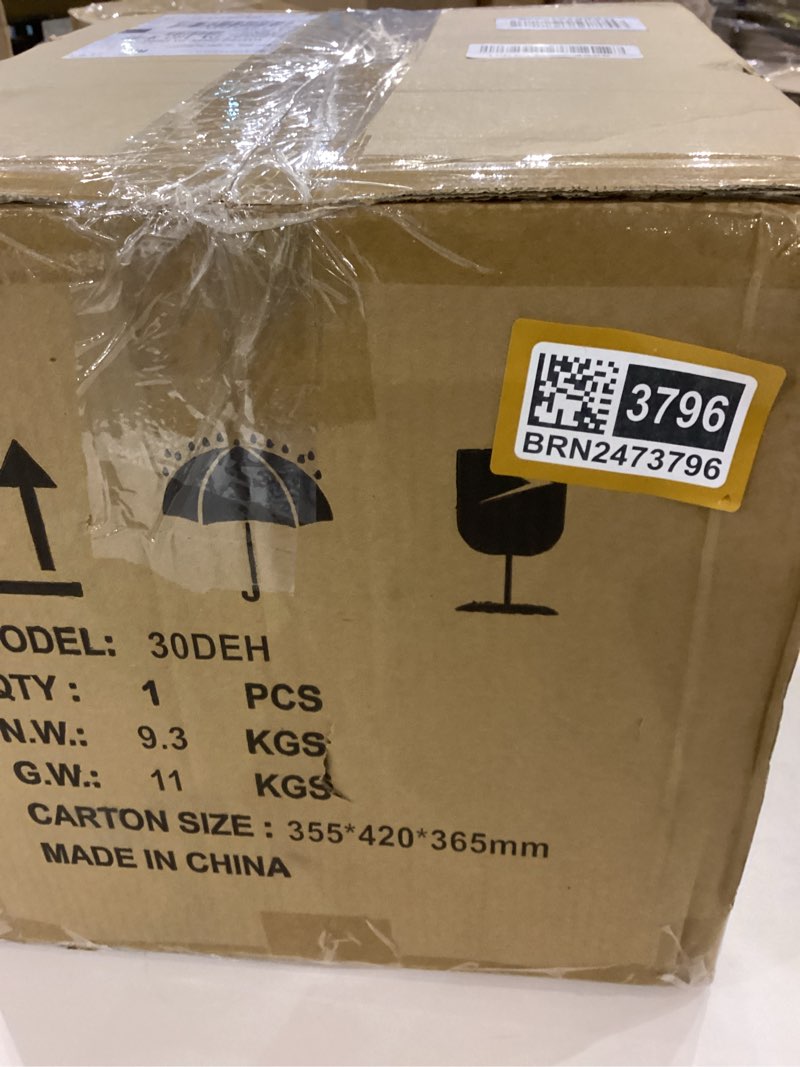 3796
BRN2473796
ODEL: 30DEH
QTY : 1 PCS
N.W.: 9.3 KGS
G.W.: 11 KGS
CARTON SIZE : 355*420*365mm
MADE IN CHINA